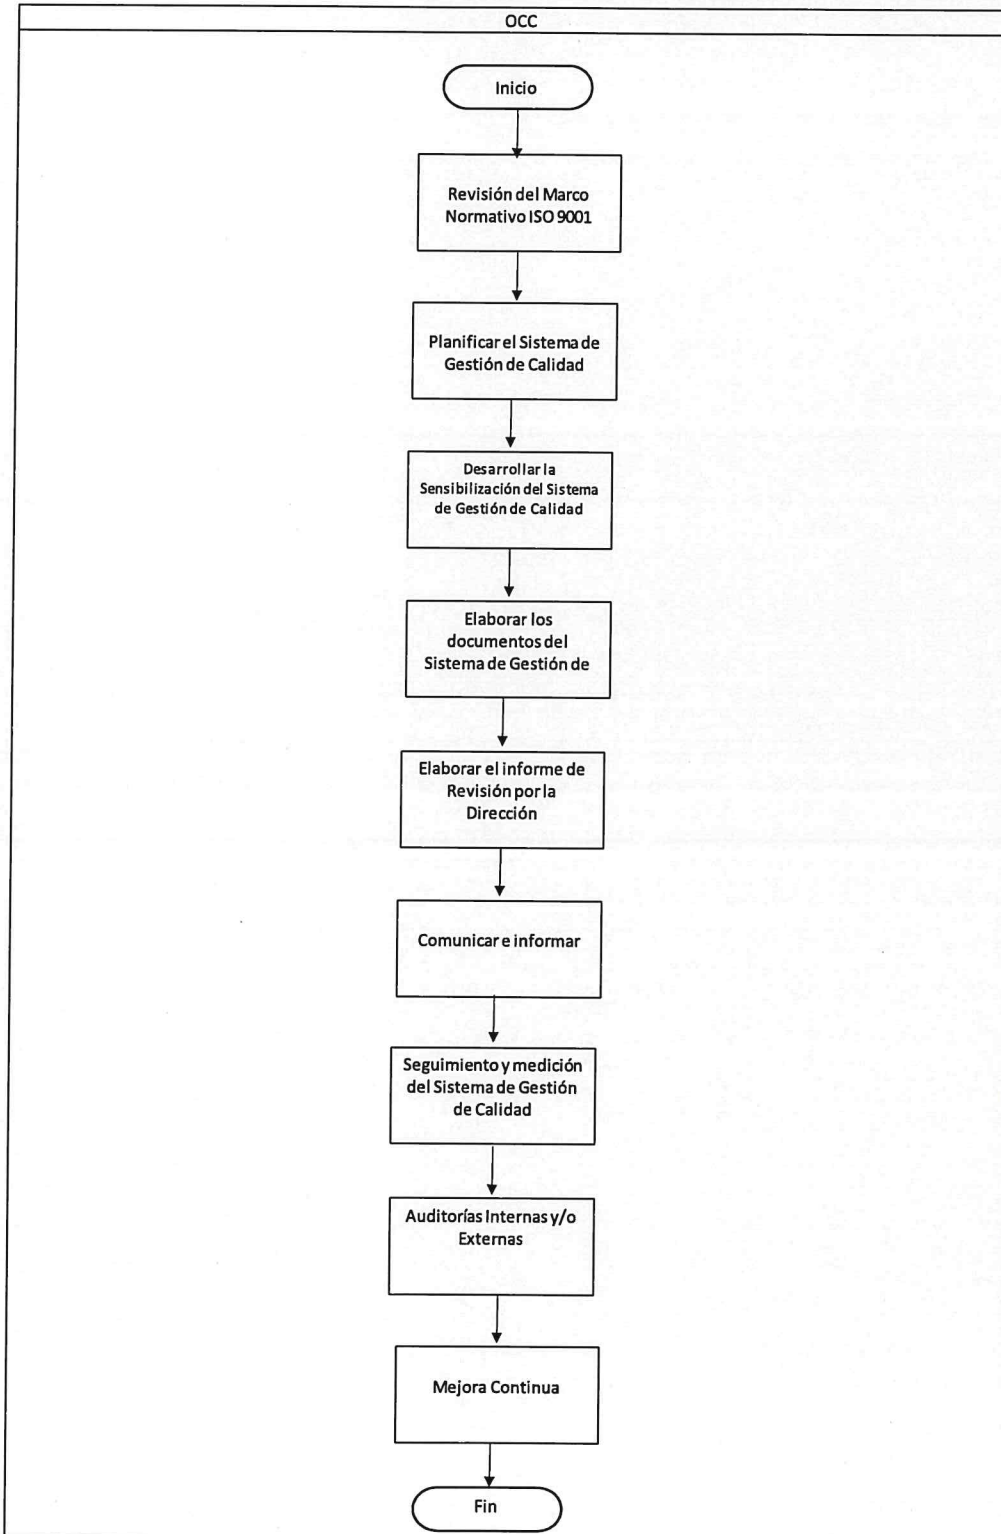 OCC
Inicio
Revisión del Marco
Normativo ISO 9001
Planificar el Sistema de
Gestión de Calidad
Desarrollar la
Sensibilización del Sistema
de Gestión de Calidad
Elaborar los
documentos del
Sistema de Gestión de
Elaborar el informe de
Revisión por la
Dirección
Comunicar e informar
Seguimiento y medición
del Sistema de Gestión
de Calidad
Auditorías Internas y/o
Externas
Mejora Continua
Fin